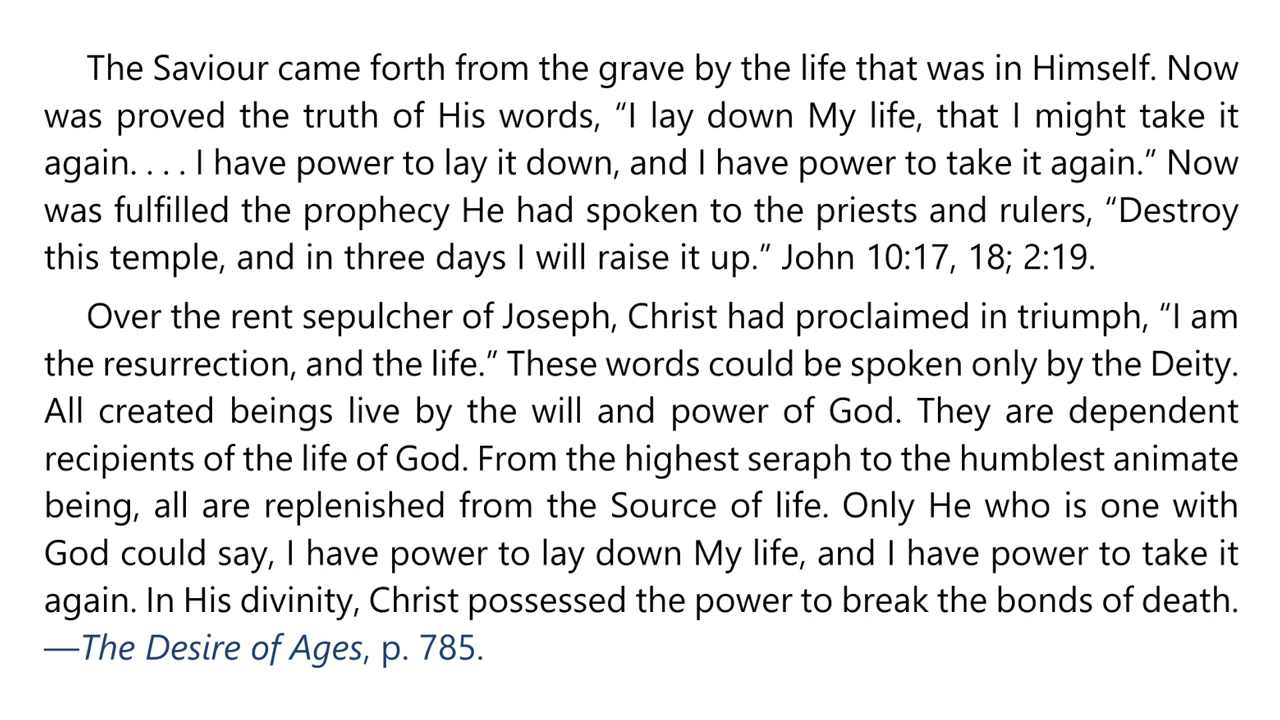 The Saviour came forth from the grave by the life that was in Himself. Now
was proved the truth of His words, “I lay down My life, that I might take it
again. . . . I have power to lay it down, and I have power to take it again.” Now
was fulfilled the prophecy He had spoken to the priests and rulers, “Destroy
this temple, and in three days I will raise it up.” John 10:17, 18; 2:19.
Over the rent sepulcher of Joseph, Christ had proclaimed in triumph, “I am
the resurrection, and the life.” These words could be spoken only by the Deity.
All created beings live by the will and power of God. They are dependent
recipients of the life of God. From the highest seraph to the humblest animate
being, all are replenished from the Source of life. Only He who is one with
God could say, I have power to lay down My life, and I have power to take it
again. In His divinity, Christ possessed the power to break the bonds of death.
—The Desire of Ages, p. 785.